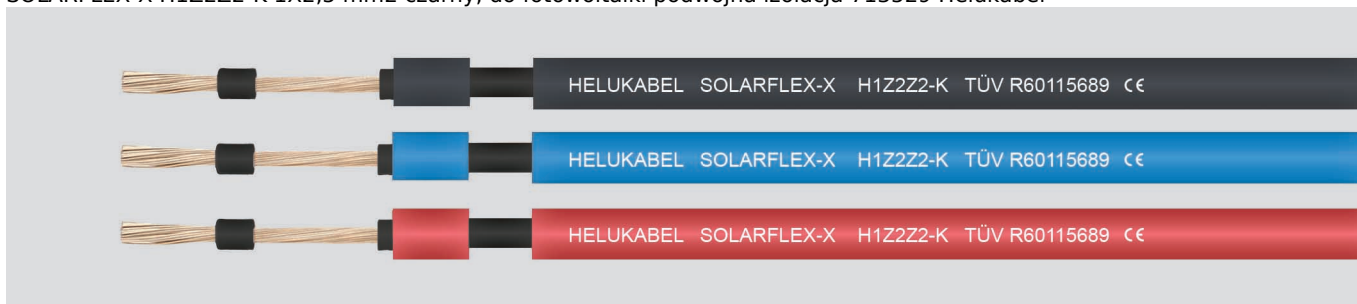 SOLARFLEX-X H1Z2Z2-K 1X2,5 mm2 czarny, do fotowoltaiki podwójna izolacja 713529 Helukabel
HELUKABEL SOLARFLEX-X H1Z2Z2-K TÜV R60115689 CE
HELUKABEL SOLARFLEX-X H1Z2Z2-K TÜV R60115689 CE
HELUKABEL SOLARFLEX-X H1Z2Z2-K TÜV R60115689 CE